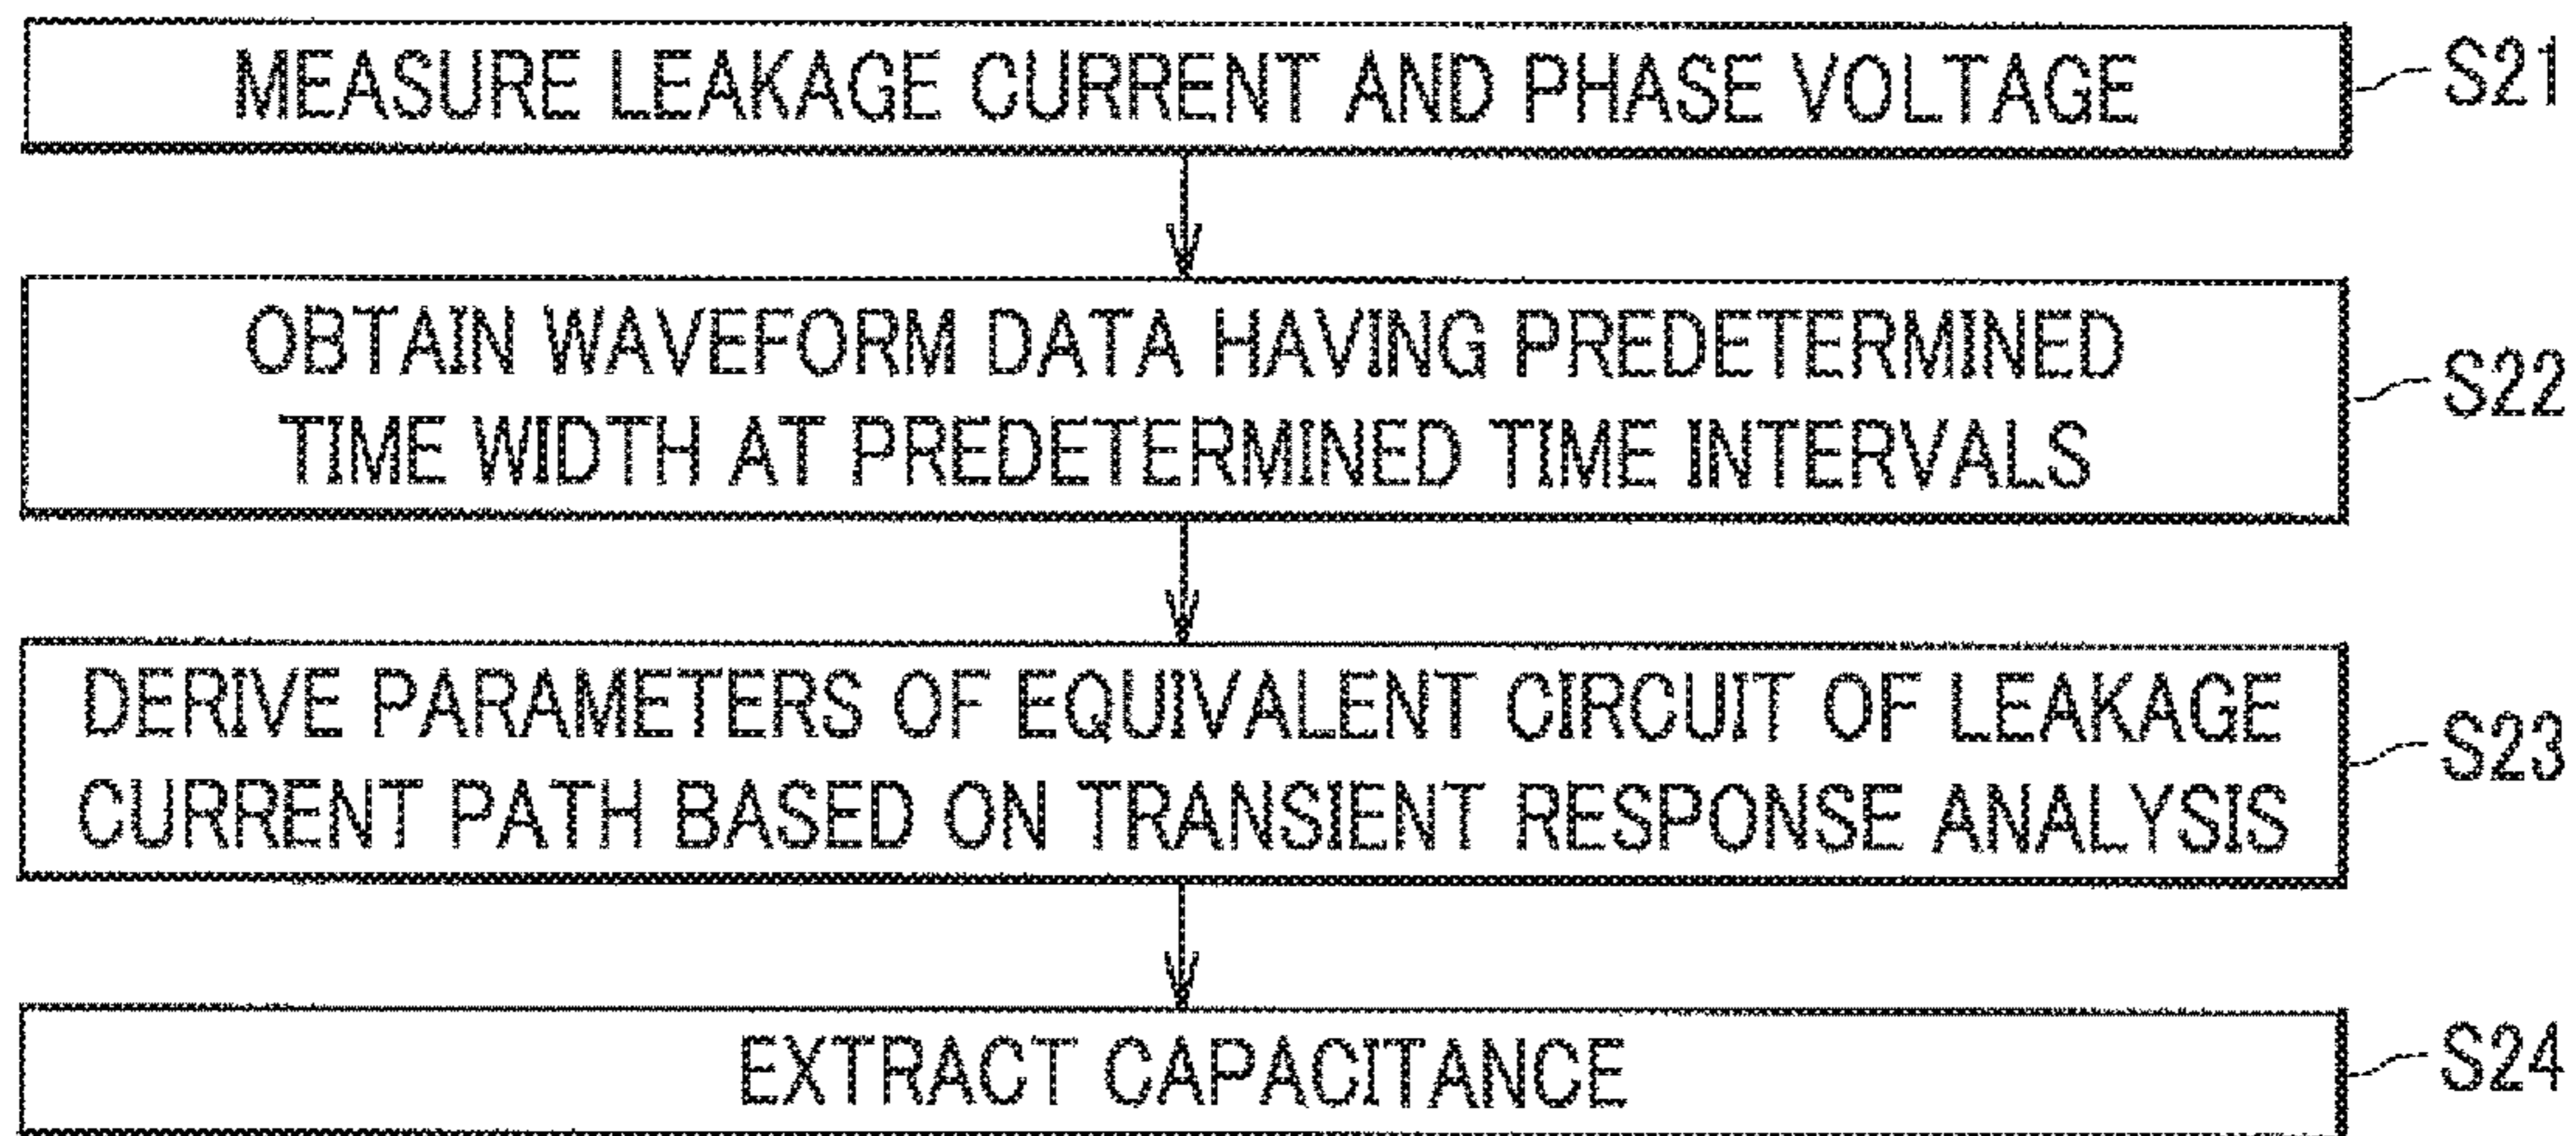 MEASURE LEAKAGE CURRENT AND PHASE VOLTAGE
S21
OBTAIN WAVEFORM DATA HAVING PREDETERMINED
TIME WIDTH AT PREDETERMINED TIME INTERVALS
S22
DERIVE PARAMETERS OF EQUIVALENT CIRCUIT OF LEAKAGE
CURRENT PATH BASED ON TRANSIENT RESPONSE ANALYSIS
S23
EXTRACT CAPACITANCE
S24